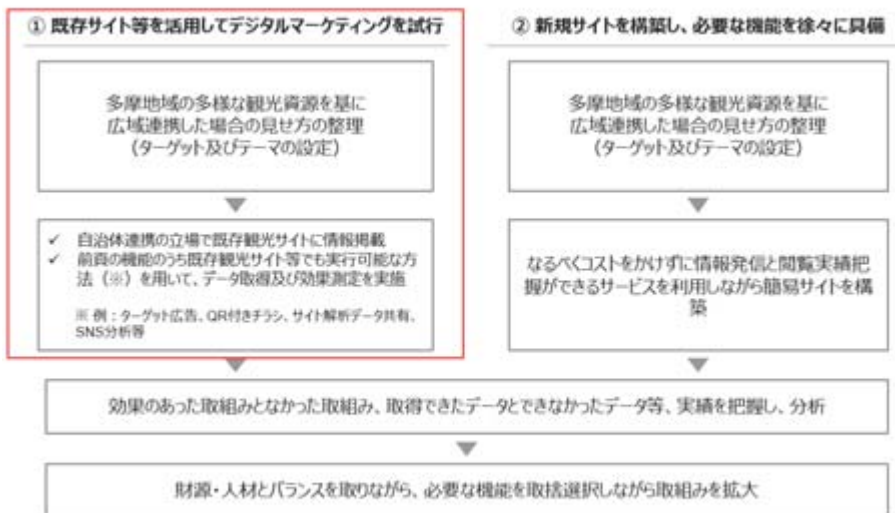 ① 既存サイト等を活用してデジタルマーケティングを試行
多摩地域の多様な観光資源を基に
広域連携した場合の見せ方の整理
(ターゲット及びテーマの設定)
✓ 自治体連携の立場で既存観光サイトに情報掲載
✓ 前頁の機能のうち既存観光サイト等でも実行可能な方
法（※）を用いて、データ取得及び効果測定を実施
※ 例：ターゲット広告、QR付きチラシ、サイト解析データ共有、
SNS分析等
② 新規サイトを構築し、必要な機能を徐々に具備
多摩地域の多様な観光資源を基に
広域連携した場合の見せ方の整理
(ターゲット及びテーマの設定)
なるべくコストをかけずに情報発信と閲覧実績把
握ができるサービスを利用しながら簡易サイトを構
築
効果のあった取組みとなかった取組み、取得できたデータとできなかったデータ等、実績を把握し、分析
財源・人材とバランスを取りながら、必要な機能を取捨選択しながら取組みを拡大